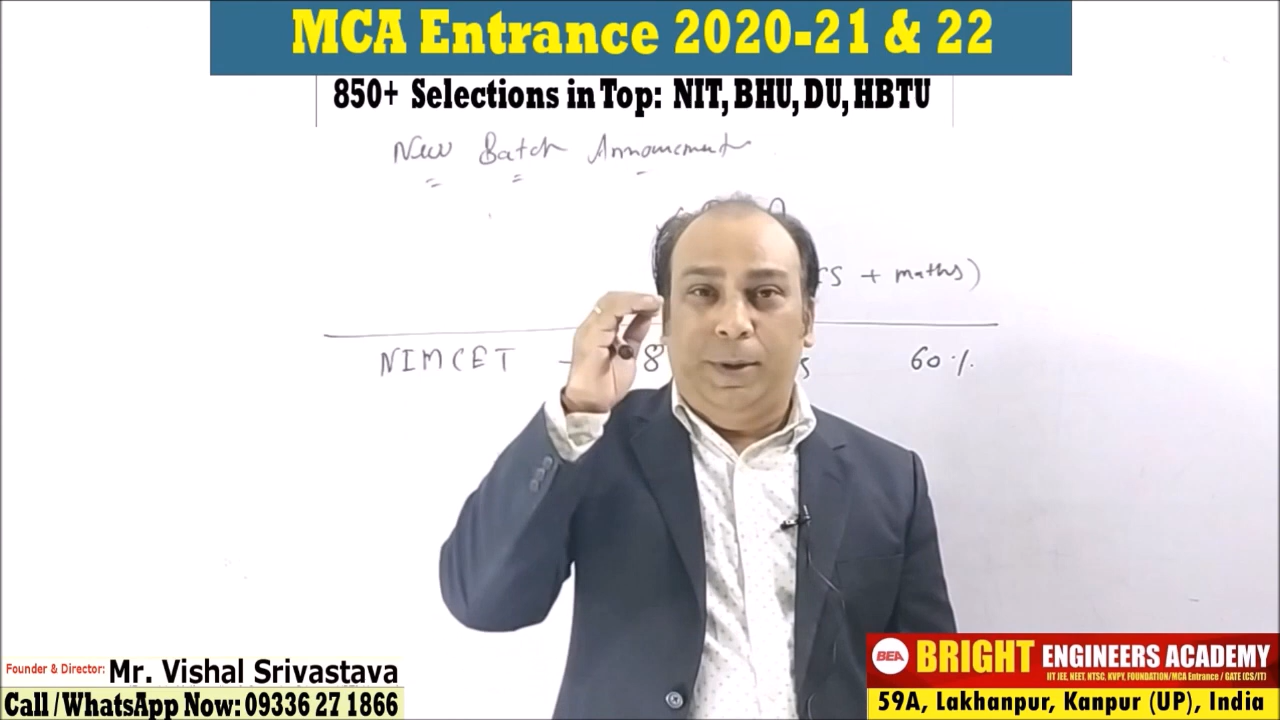 MCA Entrance 2020-21 & 22
850+ Selections in Top: NIT, BHU, DU, HBTU
New Batch Announcment
+ maths)
NIMCET - 8 60%
Founder & Director: Mr. Vishal Srivastava
Call / WhatsApp Now: 09336 27 1866
BEA BRIGHT ENGINEERS ACADEMY
IIT JEE, NEET, NTSC, KVPY, FOUNDATION/MCA Entrance / GATE (CS/IT)
59A, Lakhanpur, Kanpur (UP), India